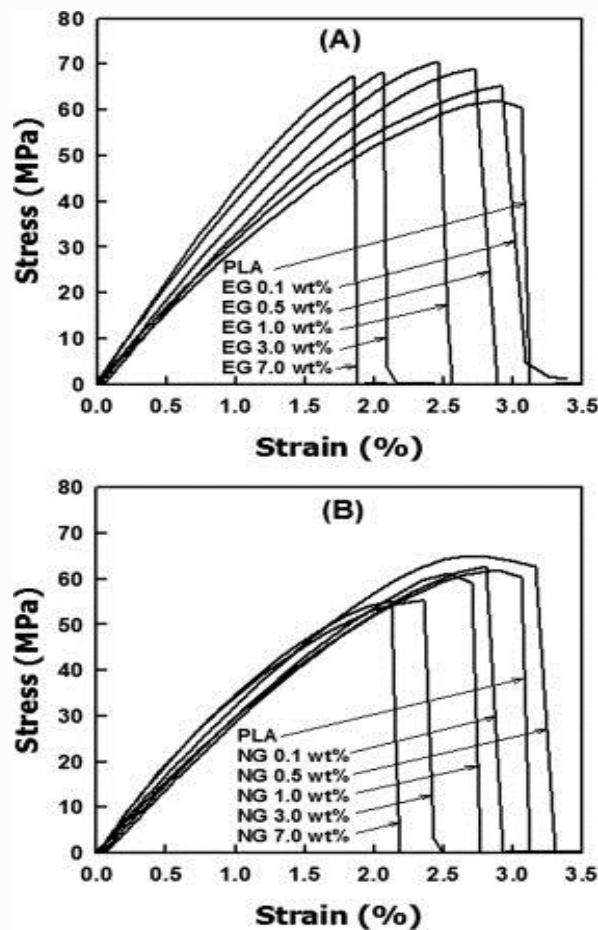 80
(A)
70
60
50
40
30
20
10
0
Stress (MPa)
PLA
EG 0.1 wt%
EG 0.5 wt%
EG 1.0 wt%
EG 3.0 wt%
EG 7.0 wt%
0.0 0.5 1.0 1.5 2.0 2.5 3.0 3.5
Strain (%)
80
(B)
70
60
50
40
30
20
10
0
Stress (MPa)
PLA
NG 0.1 wt%
NG 0.5 wt%
NG 1.0 wt%
NG 3.0 wt%
NG 7.0 wt%
0.0 0.5 1.0 1.5 2.0 2.5 3.0 3.5
Strain (%)